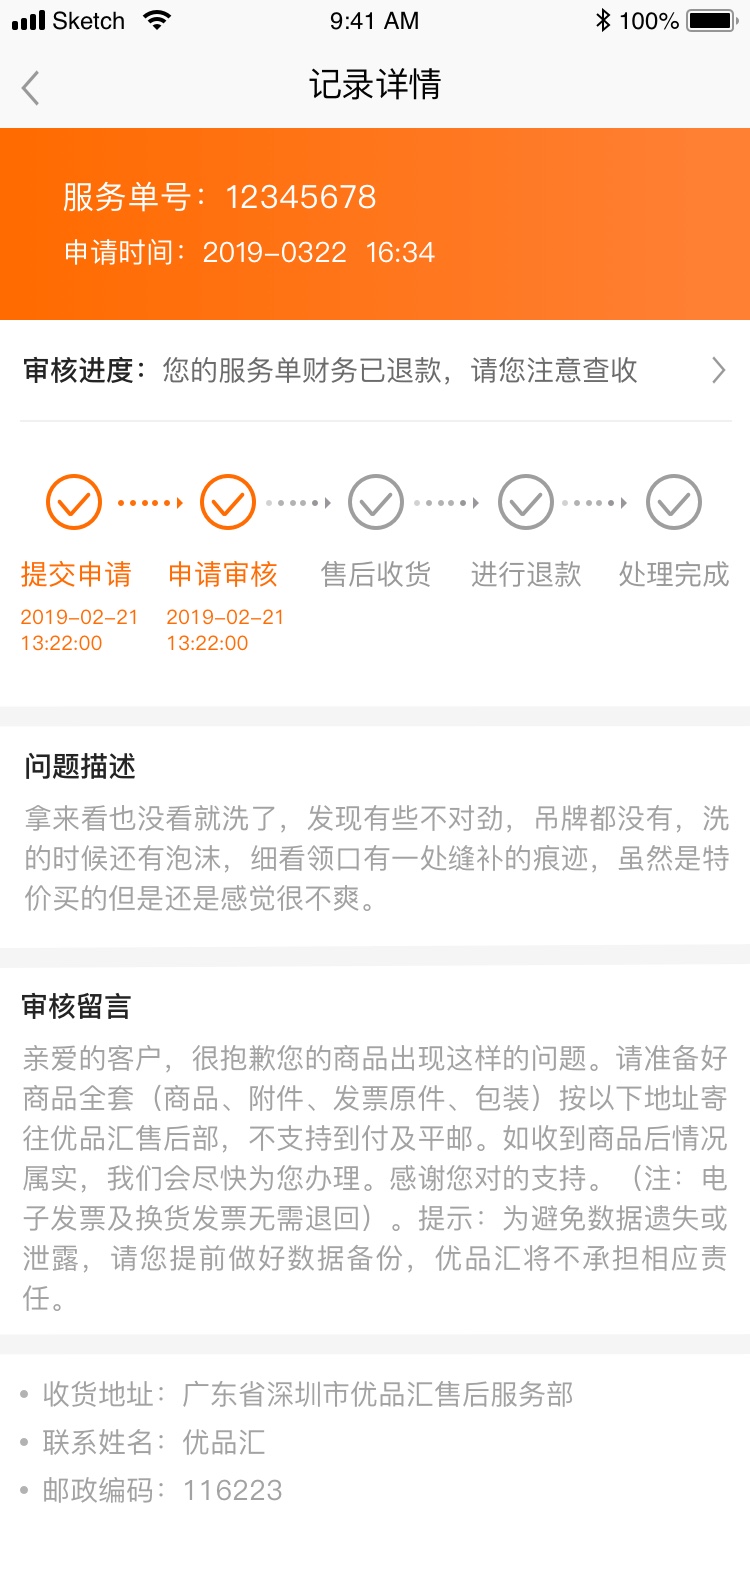 Sketch 9:41 AM 100%
记录详情
服务单号：12345678
申请时间：2019-0322 16:34
审核进度：您的服务单财务已退款，请您注意查收
提交申请 申请审核 售后收货 进行退款 处理完成
2019-02-21 2019-02-21
13:22:00 13:22:00
问题描述
拿来看也没看就洗了，发现有些不对劲，吊牌都没有，洗
的时候还有泡沫，细看领口有一处缝补的痕迹，虽然是特
价买的但是还是感觉很不爽。
审核留言
亲爱的客户，很抱歉您的商品出现这样的问题。请准备好
商品全套（商品、附件、发票原件、包装）按以下地址寄
往优品汇售后部，不支持到付及平邮。如收到商品后情况
属实，我们会尽快为您办理。感谢您对的支持。（注：电
子发票及换货发票无需退回）。提示：为避免数据遗失或
泄露，请您提前做好数据备份，优品汇将不承担相应责
任。
• 收货地址：广东省深圳市优品汇售后服务部
• 联系姓名：优品汇
• 邮政编码：116223